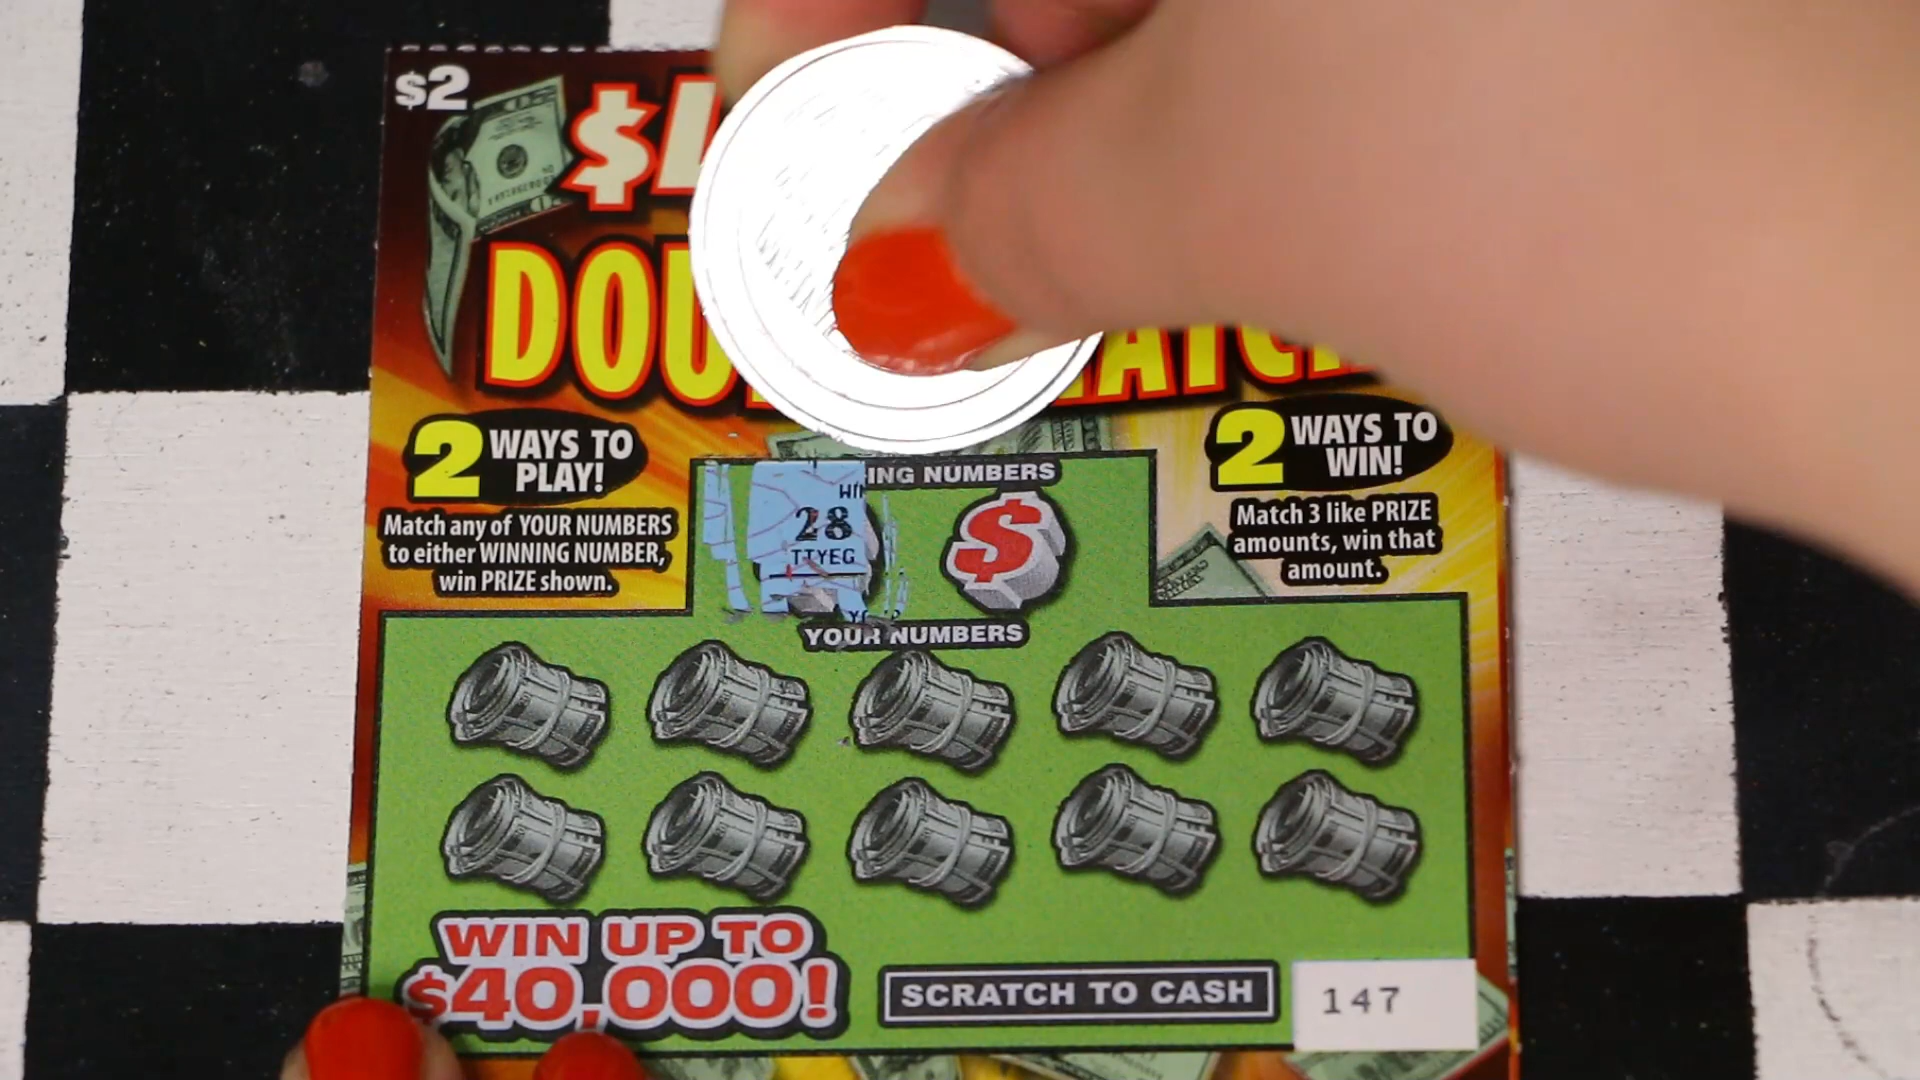 $2
DOU
2 WAYS TO PLAY!
Match any of YOUR NUMBERS
to either WINNING NUMBER,
win PRIZE shown.
ING NUMBERS
28
TTYEG
$
2 WAYS TO WIN!
Match 3 like PRIZE
amounts, win that
amount.
YOUR NUMBERS
WIN UP TO
$40,000!
SCRATCH TO CASH
147